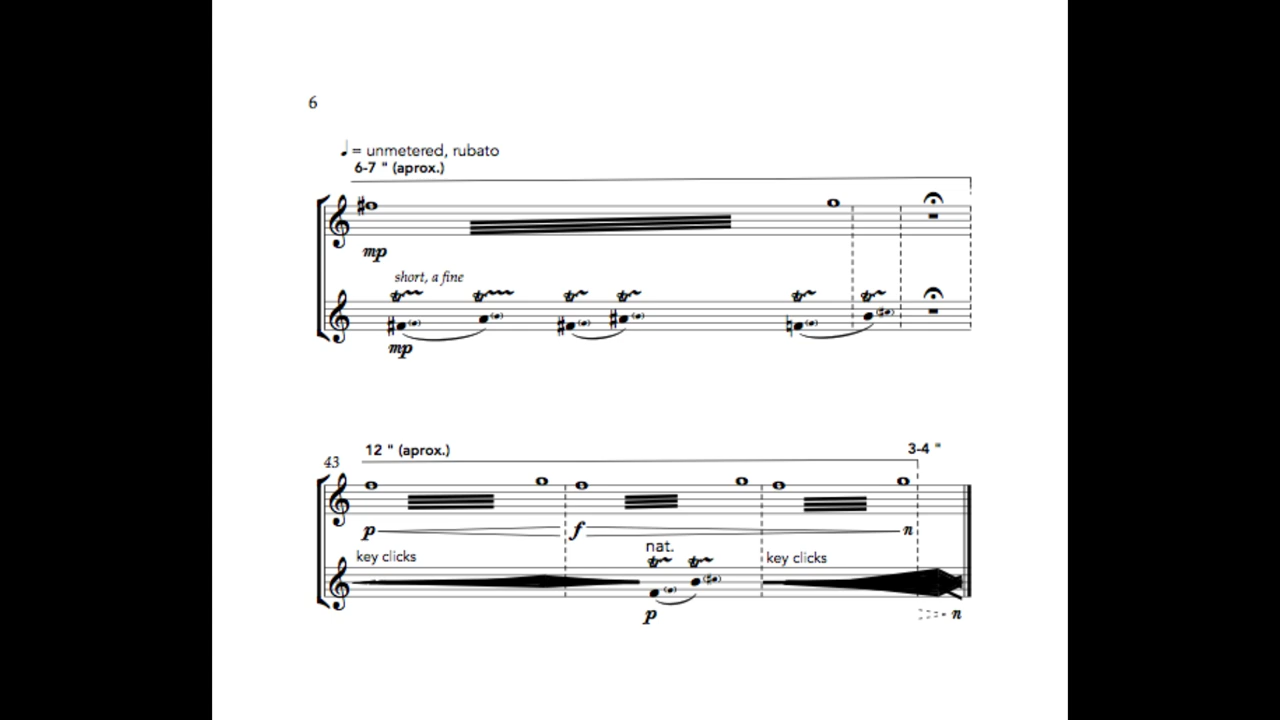 6
♩= unmetered, rubato
6-7 " (aprox.)
mp
short, a fine
mp
12 " (aprox.)
3-4 "
43
p
f
n
nat.
key clicks
key clicks
p
n